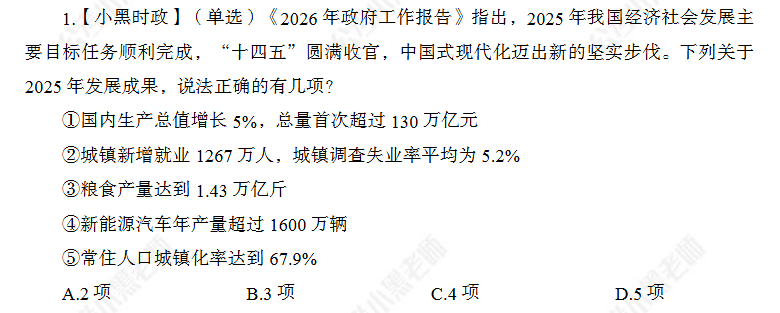 1.【小黑时政】（单选）《2026 年政府工作报告》指出，2025 年我国经济社会发展主
要目标任务顺利完成，“十四五”圆满收官，中国式现代化迈出新的坚实步伐。下列关于
2025 年发展成果，说法正确的有几项?
①国内生产总值增长 5%，总量首次超过 130 万亿元
②城镇新增就业 1267 万人，城镇调查失业率平均为 5.2%
③粮食产量达到 1.43 万亿斤
④新能源汽车年产量超过 1600 万辆
⑤常住人口城镇化率达到 67.9%
A.2 项 B.3 项 C.4 项 D.5 项